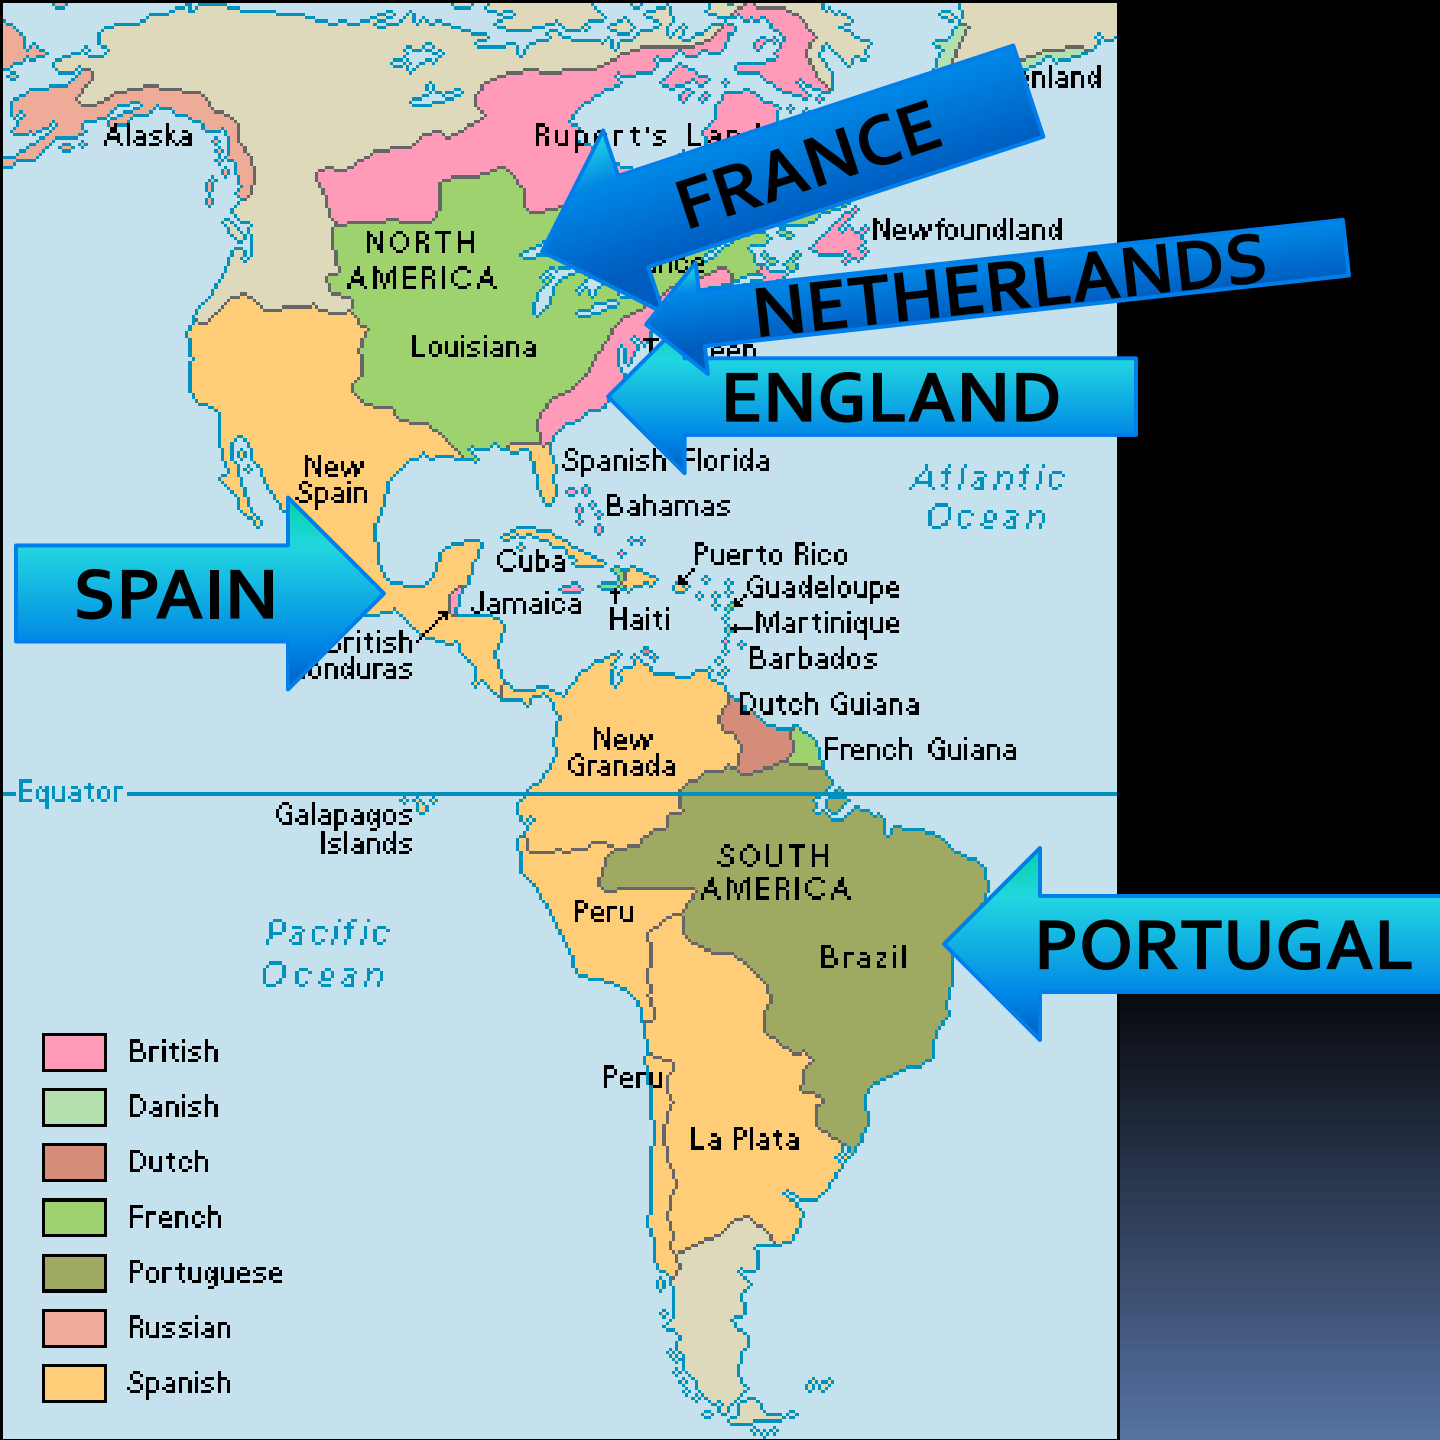 Alaska
Rupert's
FRANCE
Newfoundland
NORTH
AMERICA
NETHERLANDS
Louisiana
ENGLAND
New
Spain
Spanish Florida
Atlantic
Ocean
Bahamas
SPAIN
Cuba
Puerto Rico
Guadeloupe
Jamaica
Haiti
Martinique
Barbados
Dutch Guiana
New
Granada
French Guiana
Equator
Galapagos
Islands
SOUTH
AMERICA
Peru
Pacific
Ocean
Brazil
PORTUGAL
Peru
La Plata
British
Danish
Dutch
French
Portuguese
Russian
Spanish